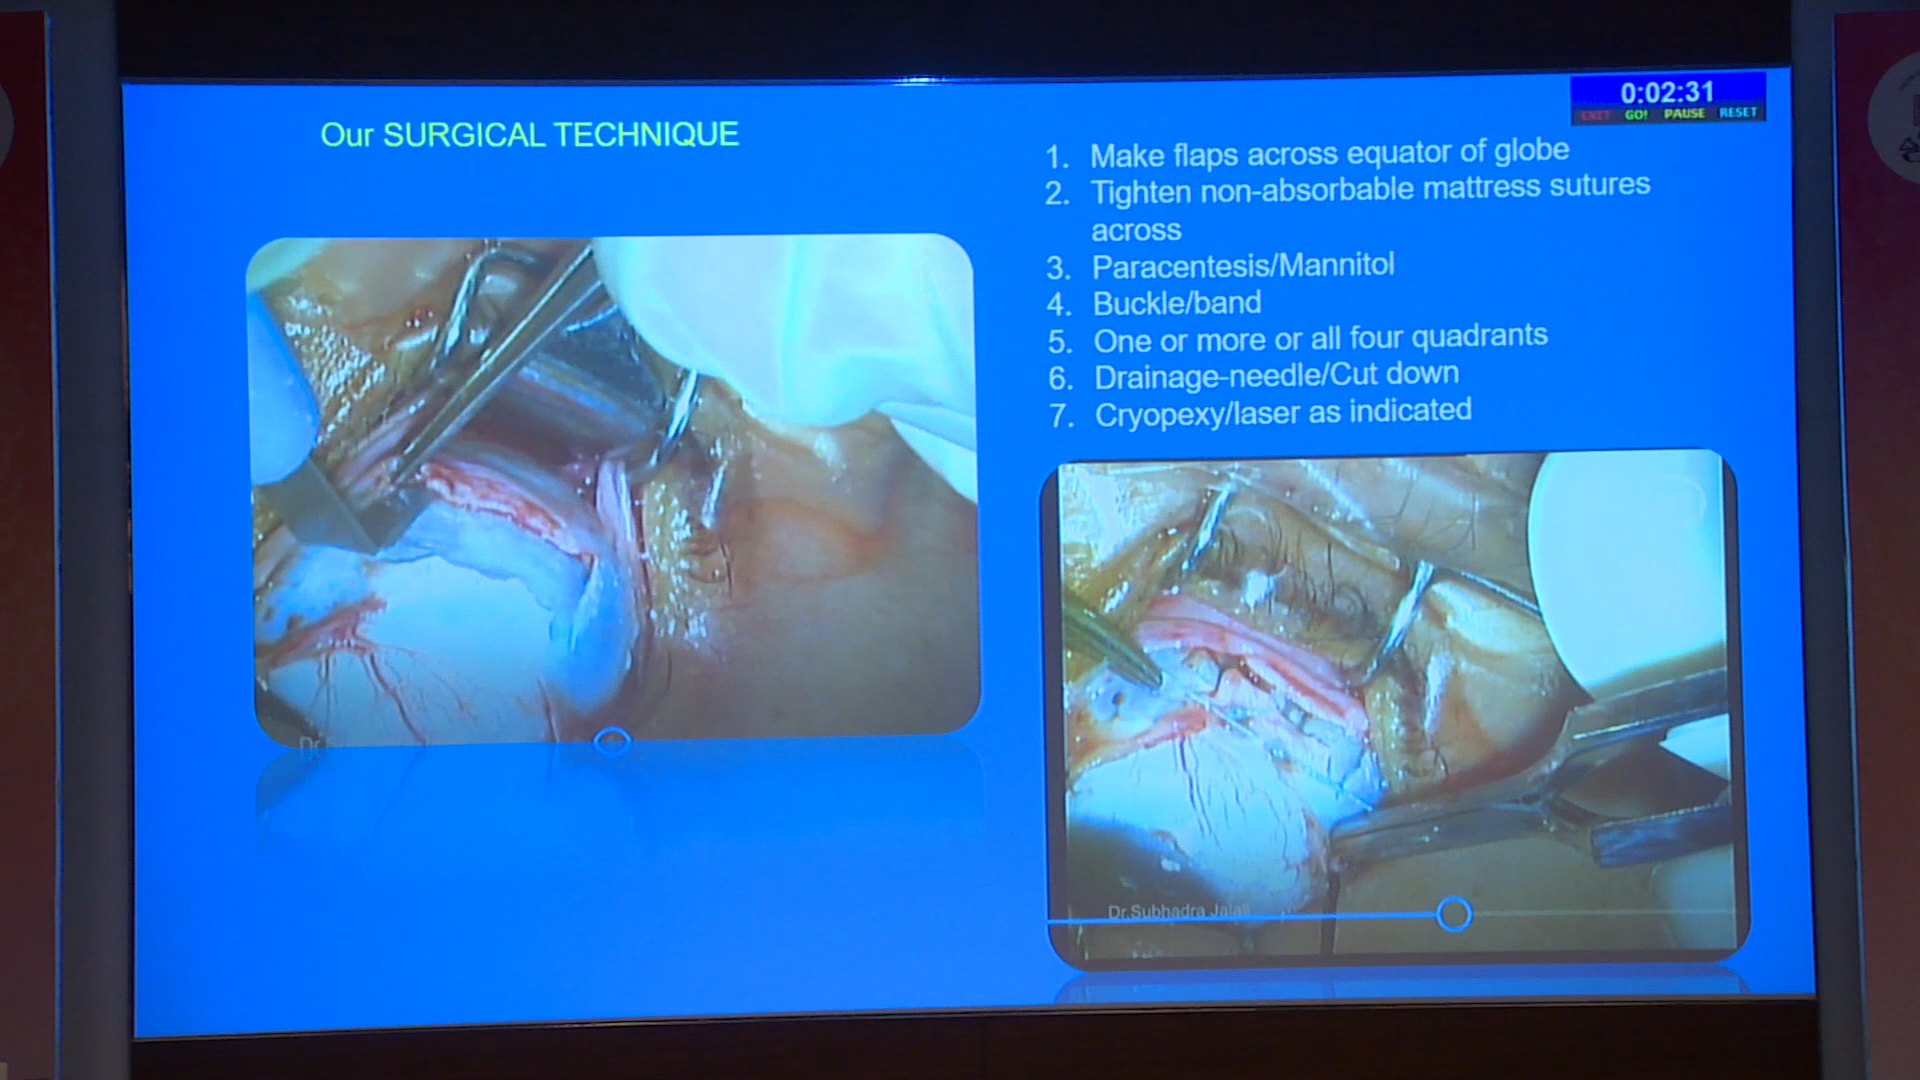 0:02:31
EXIT GO! PAUSE RESET
Our SURGICAL TECHNIQUE
1. Make flaps across equator of globe
2. Tighten non-absorbable mattress sutures
across
3. Paracentesis/Mannitol
4. Buckle/band
5. One or more or all four quadrants
6. Drainage-needle/Cut down
7. Cryopexy/laser as indicated
Dr.
Dr.Subhadra Jalali